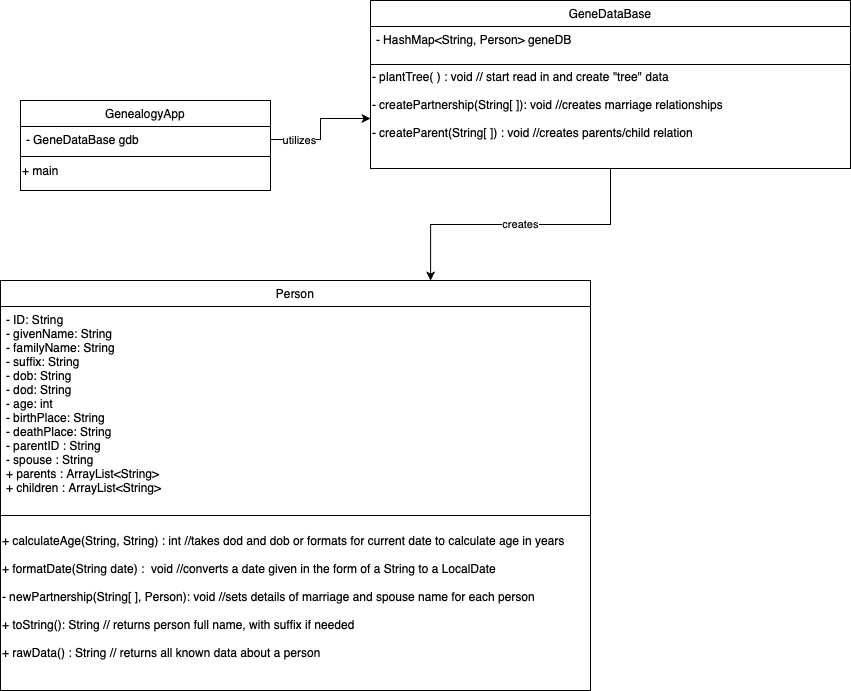 GeneDataBase
- HashMap<String, Person> geneDB
- plantTree( ) : void // start read in and create "tree" data
- createPartnership(String[ ]): void //creates marriage relationships
- createParent(String[ ]) : void //creates parents/child relation
GenealogyApp
- GeneDataBase gdb
+ main
utilizes
creates
Person
- ID: String
- givenName: String
- familyName: String
- suffix: String
- dob: String
- dod: String
- age: int
- birthPlace: String
- deathPlace: String
- parentID : String
- spouse : String
+ parents : ArrayList<String>
+ children : ArrayList<String>
+ calculateAge(String, String) : int //takes dod and dob or formats for current date to calculate age in years
+ formatDate(String date) :  void //converts a date given in the form of a String to a LocalDate
- newPartnership(String[ ], Person): void //sets details of marriage and spouse name for each person
+ toString(): String // returns person full name, with suffix if needed
+ rawData() : String // returns all known data about a person